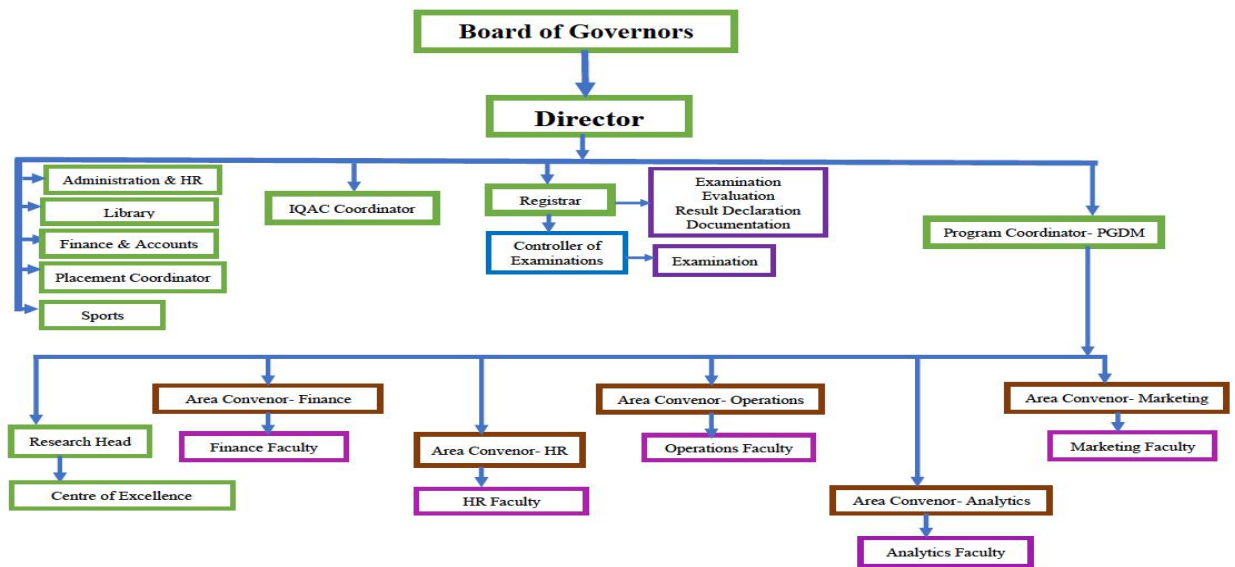 Board of Governors
Director
Administration & HR
Library
Finance & Accounts
Placement Coordinator
Sports
IQAC Coordinator
Registrar
Examination
Evaluation
Result Declaration
Documentation
Controller of
Examinations
Examination
Program Coordinator- PGDM
Research Head
Centre of Excellence
Area Convenor- Finance
Finance Faculty
Area Convenor- HR
HR Faculty
Area Convenor- Operations
Operations Faculty
Area Convenor- Analytics
Analytics Faculty
Area Convenor- Marketing
Marketing Faculty